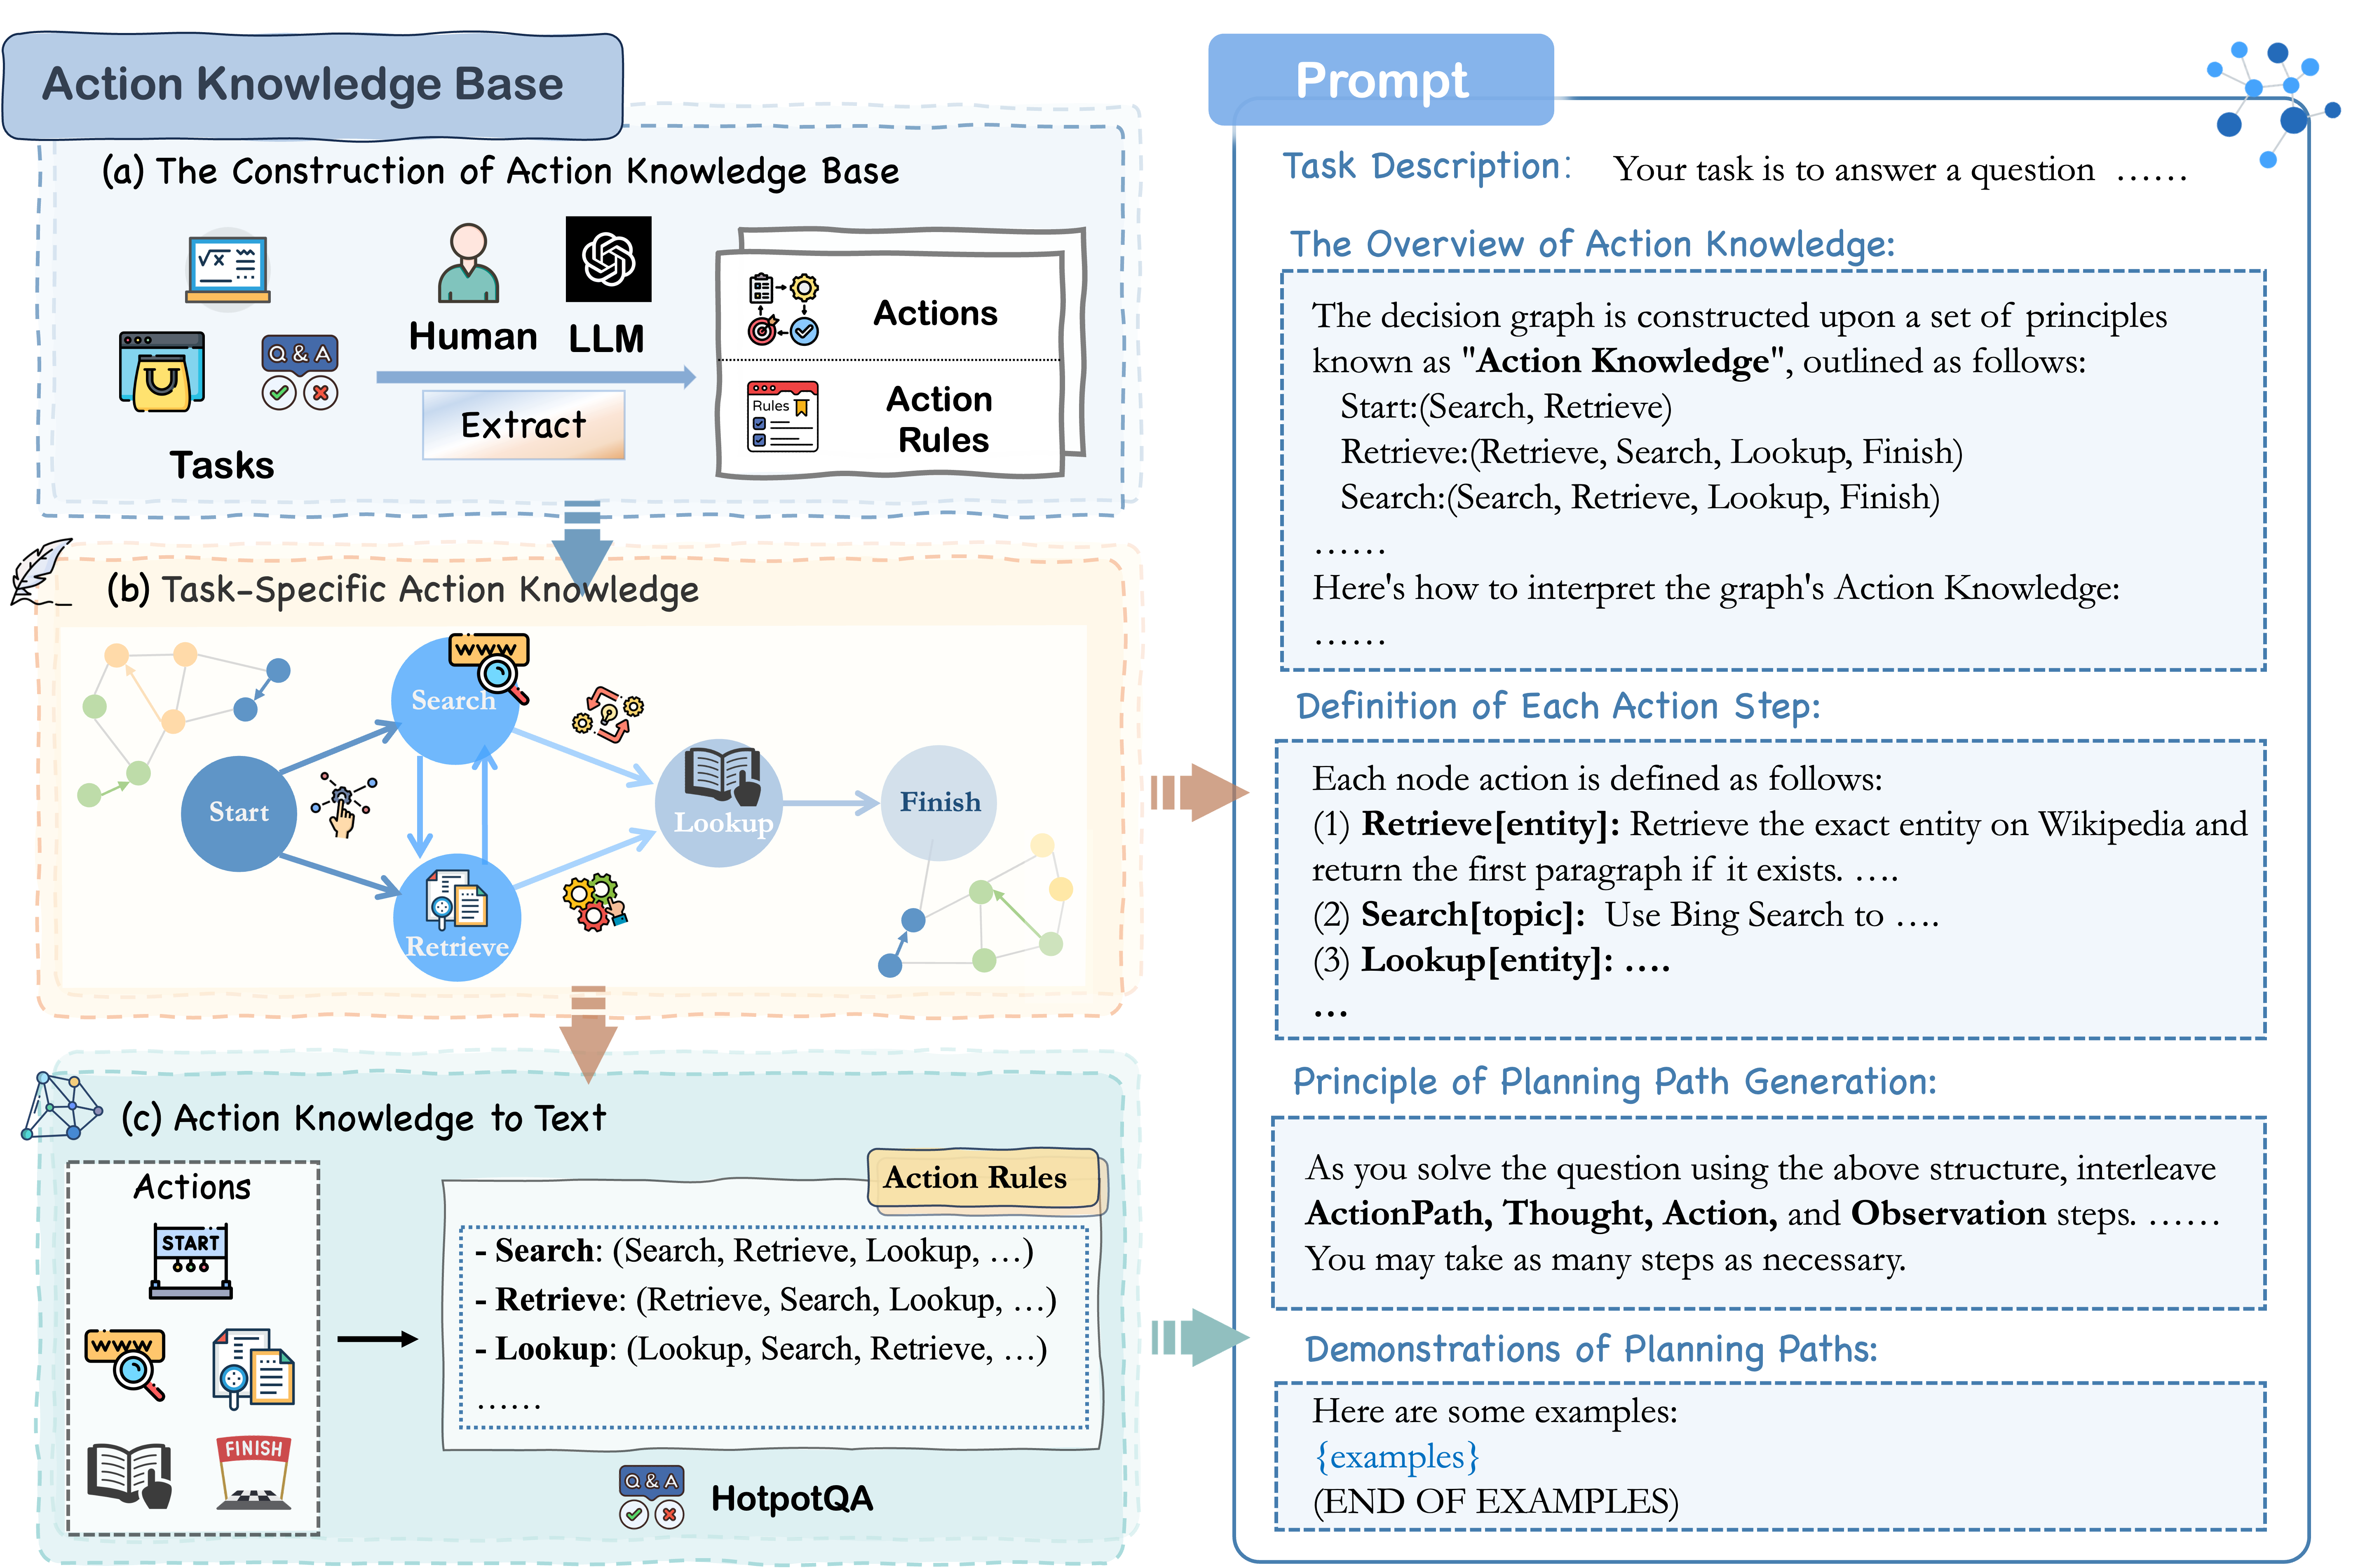 Action Knowledge Base
(a) The Construction of Action Knowledge Base
√x
Q & A
Tasks
Human
LLM
Extract
Actions
Rules
Action
Rules
(b) Task-Specific Action Knowledge
www
Search
Start
Lookup
Finish
Retrieve
(c) Action Knowledge to Text
Actions
START
www
FINISH
Action Rules
- Search: (Search, Retrieve, Lookup, ...)
- Retrieve: (Retrieve, Search, Lookup, ...)
- Lookup: (Lookup, Search, Retrieve, ...)
......
Q & A
HotpotQA
Prompt
Task Description: Your task is to answer a question ......
The Overview of Action Knowledge:
The decision graph is constructed upon a set of principles
known as "Action Knowledge", outlined as follows:
Start:(Search, Retrieve)
Retrieve:(Retrieve, Search, Lookup, Finish)
Search:(Search, Retrieve, Lookup, Finish)
......
Here's how to interpret the graph's Action Knowledge:
......
Definition of Each Action Step:
Each node action is defined as follows:
(1) Retrieve[entity]: Retrieve the exact entity on Wikipedia and
return the first paragraph if it exists. ....
(2) Search[topic]: Use Bing Search to ....
(3) Lookup[entity]: ....
...
Principle of Planning Path Generation:
As you solve the question using the above structure, interleave
ActionPath, Thought, Action, and Observation steps. ......
You may take as many steps as necessary.
Demonstrations of Planning Paths:
Here are some examples:
{examples}
(END OF EXAMPLES)